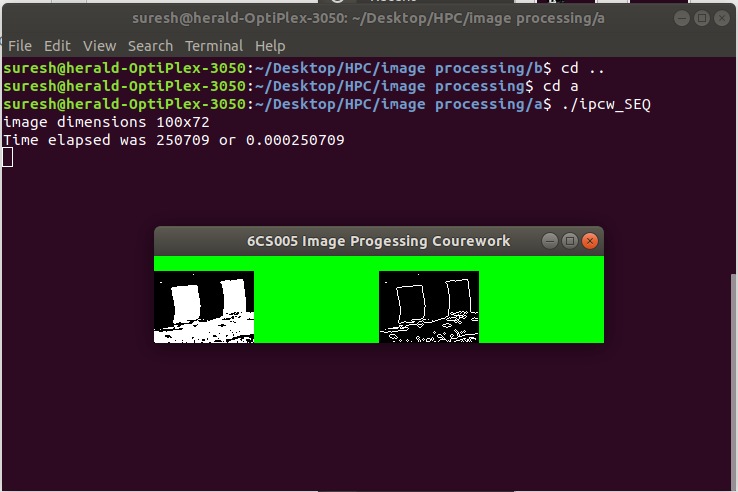 suresh@herald-OptiPlex-3050: ~/Desktop/HPC/image processing/a
File Edit View Search Terminal Help
suresh@herald-OptiPlex-3050:~/Desktop/HPC/image processing/b$ cd ..
suresh@herald-OptiPlex-3050:~/Desktop/HPC/image processing$ cd a
suresh@herald-OptiPlex-3050:~/Desktop/HPC/image processing/a$ ./ipcw_SEQ
image dimensions 100x72
Time elapsed was 250709 or 0.000250709
6CS005 Image Progessing Courework